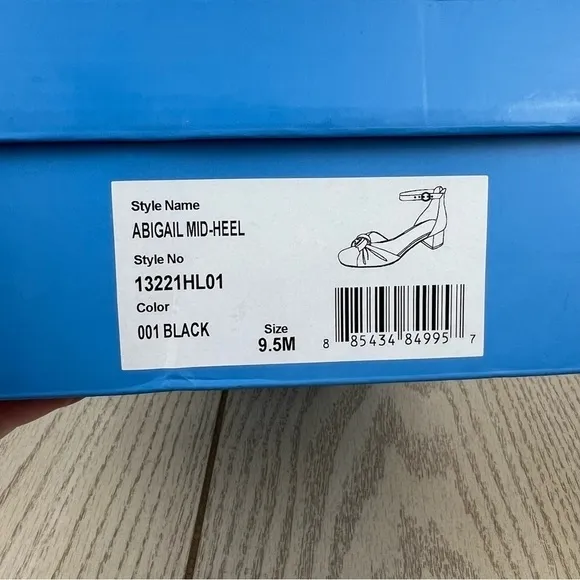 Style Name
ABIGAIL MID-HEEL
Style No
13221HL01
Color
001 BLACK
Size
9.5M
8 85434 84995 7